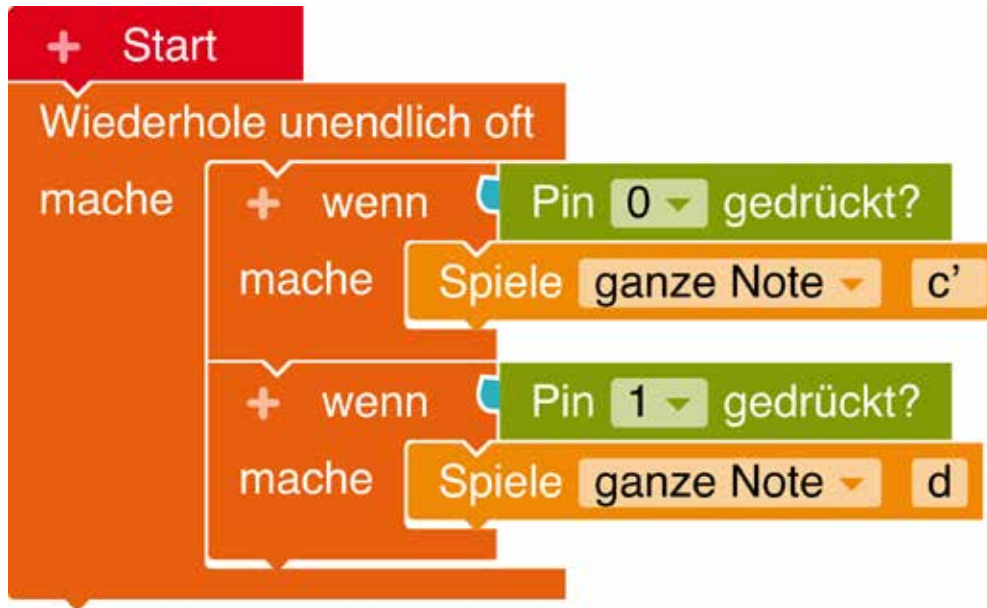 + Start
Wiederhole unendlich oft
mache + wenn Pin 0 gedrückt?
mache Spiele ganze Note c’
+ wenn Pin 1 gedrückt?
mache Spiele ganze Note d